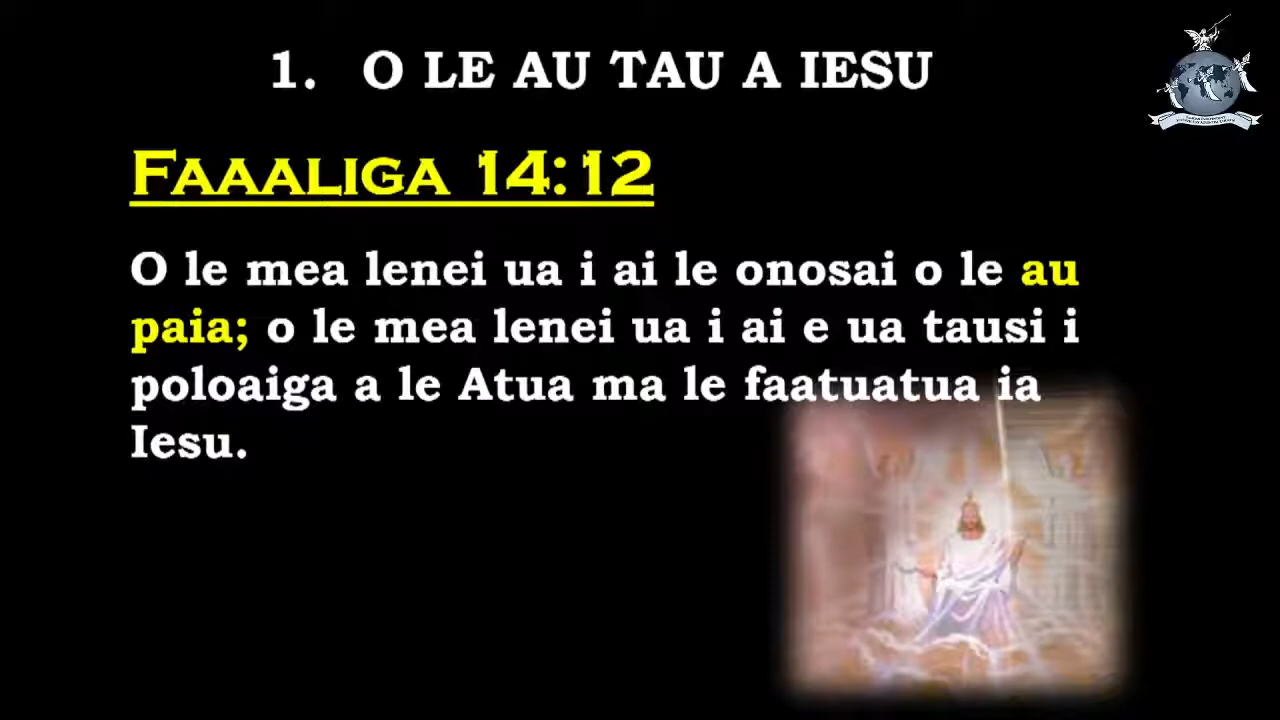 1. O LE AU TAU A IESU
FAAALIGA 14:12
O le mea lenei ua i ai le onosai o le au
paia; o le mea lenei ua i ai e ua tausi i
poloaiga a le Atua ma le faatuatua ia
Iesu.